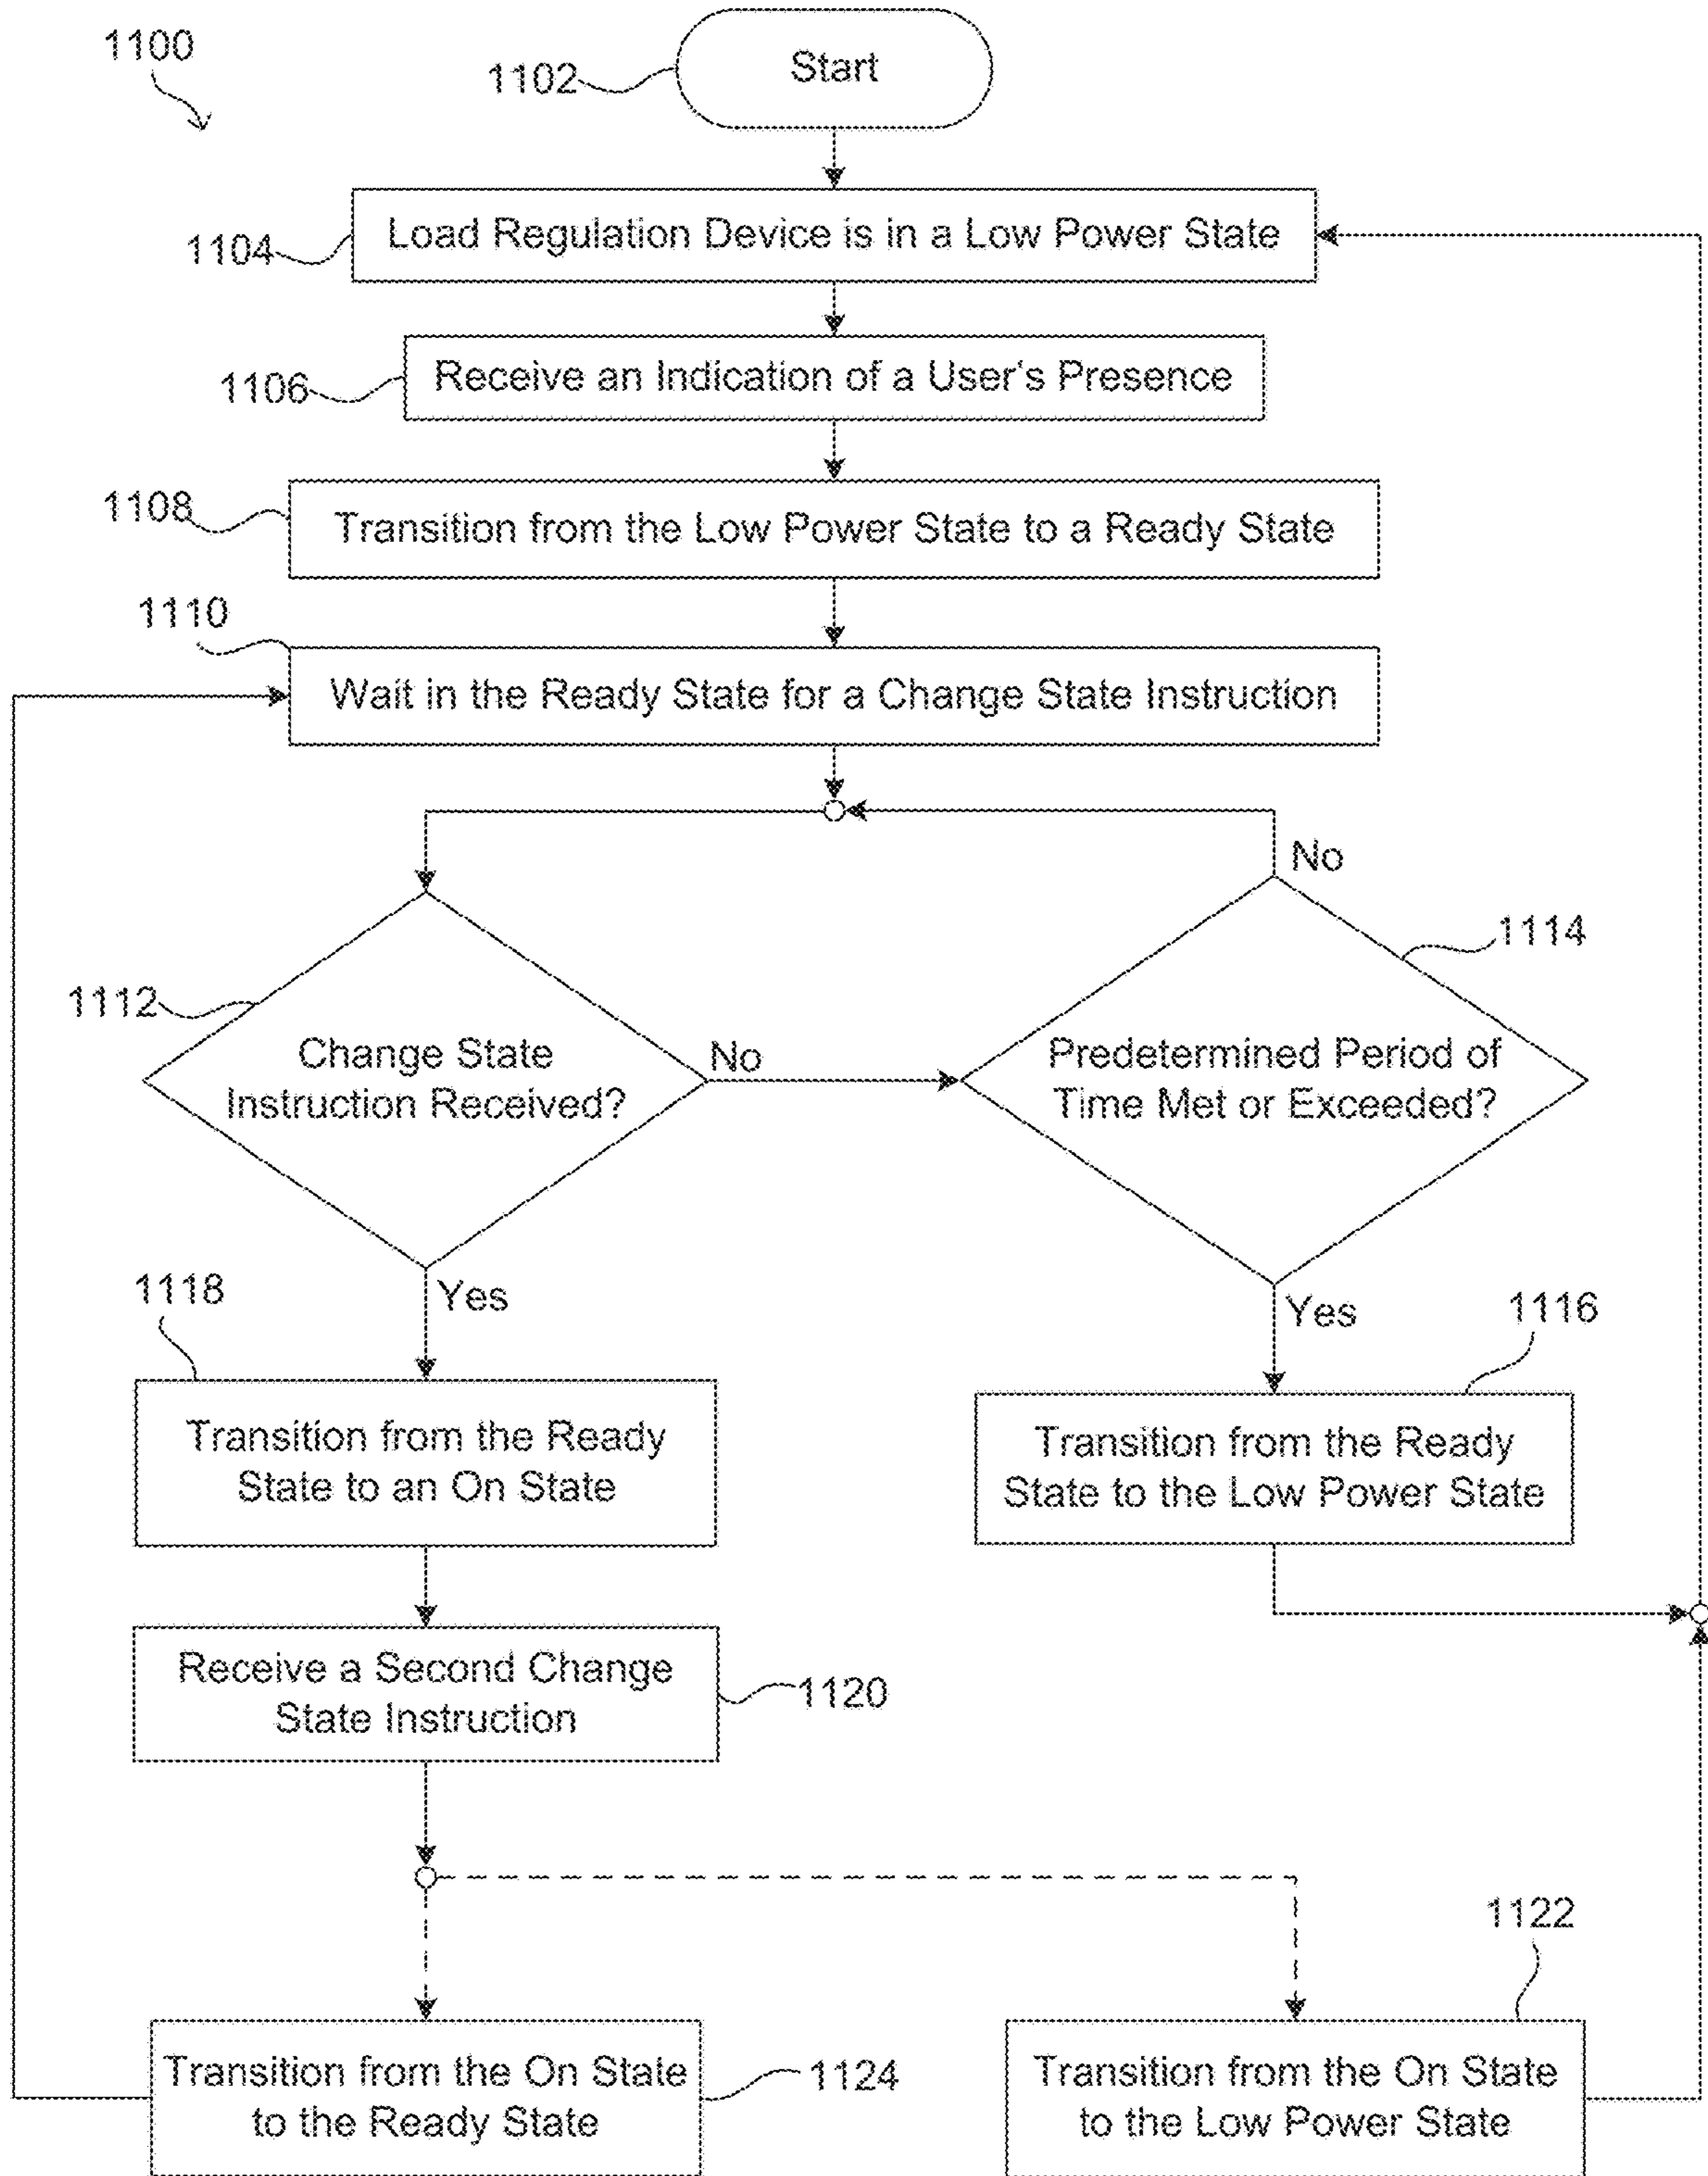 1100
1102
Start
1104
Load Regulation Device is in a Low Power State
1106
Receive an Indication of a User's Presence
1108
Transition from the Low Power State to a Ready State
1110
Wait in the Ready State for a Change State Instruction
No
1114
1112
Change State
Instruction Received?
No
Predetermined Period of
Time Met or Exceeded?
1118
Yes
Yes
1116
Transition from the Ready
State to an On State
Transition from the Ready
State to the Low Power State
Receive a Second Change
State Instruction
1120
1122
Transition from the On State
to the Ready State
1124
Transition from the On State
to the Low Power State